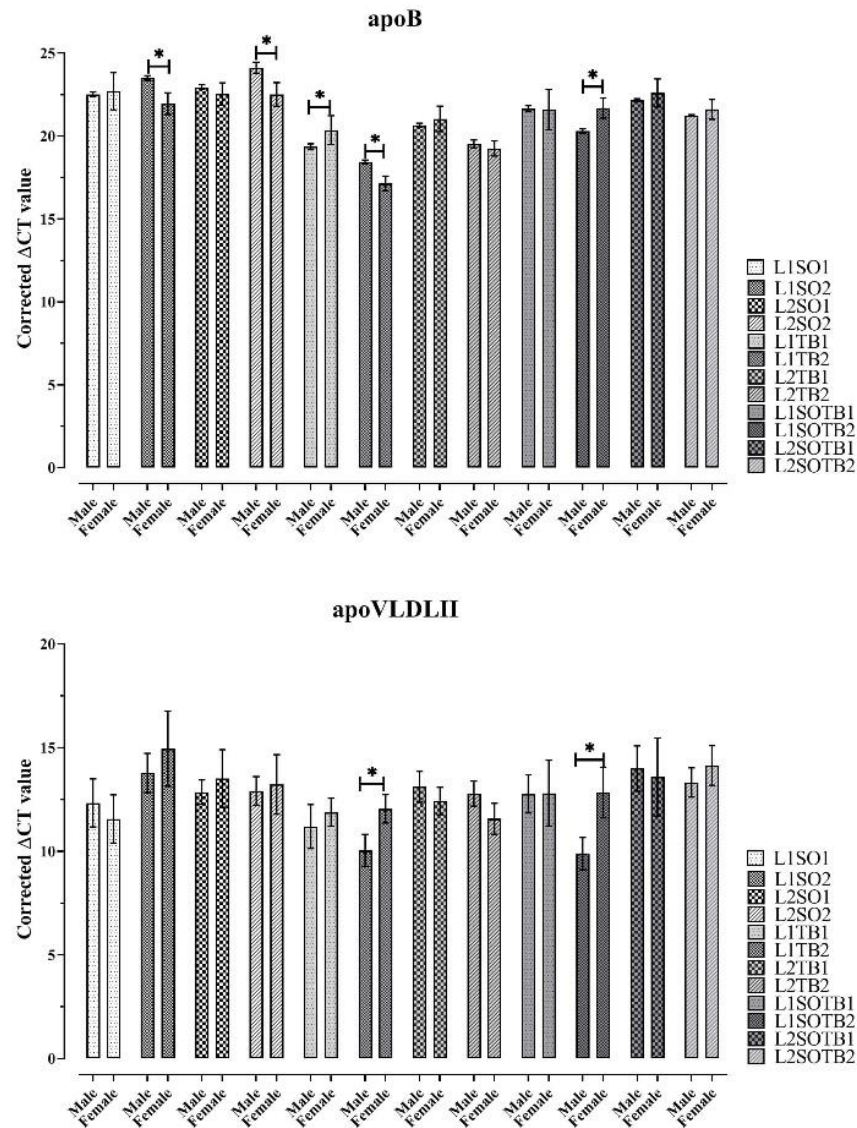 apoB
Corrected ΔCT value
25
20
15
10
5
0
*
*
*
*
*
Male Female Male Female Male Female Male Female Male Female Male Female Male Female Male Female Male Female Male Female Male Female Male Female
L1SO1
L1SO2
L2SO1
L2SO2
L1TB1
L1TB2
L2TB1
L2TB2
L1SOTB1
L1SOTB2
L2SOTB1
L2SOTB2
apoVLDLII
Corrected ΔCT value
20
15
10
5
0
*
*
Male Female Male Female Male Female Male Female Male Female Male Female Male Female Male Female Male Female Male Female Male Female Male Female
L1SO1
L1SO2
L2SO1
L2SO2
L1TB1
L1TB2
L2TB1
L2TB2
L1SOTB1
L1SOTB2
L2SOTB1
L2SOTB2